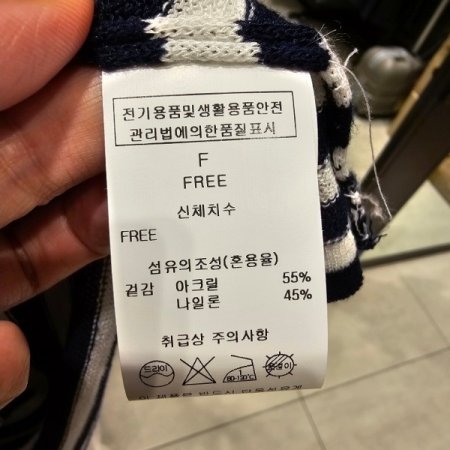 전기용품및생활용품안전
관리법에의한품질표시
F
FREE
신체치수
FREE
섬유의조성(혼용율)
겉감 아크릴 55%
나일론 45%
취급상 주의사항
드라이
80-120℃